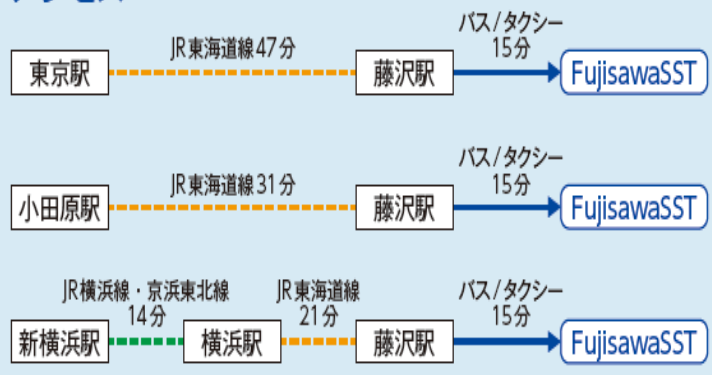 JR東海道線47分
バス/タクシー
15分
東京駅 藤沢駅 FujisawaSST
JR東海道線31分
バス/タクシー
15分
小田原駅 藤沢駅 FujisawaSST
JR横浜線・京浜東北線 JR東海道線 バス/タクシー
14分 21分 15分
新横浜駅 横浜駅 藤沢駅 FujisawaSST